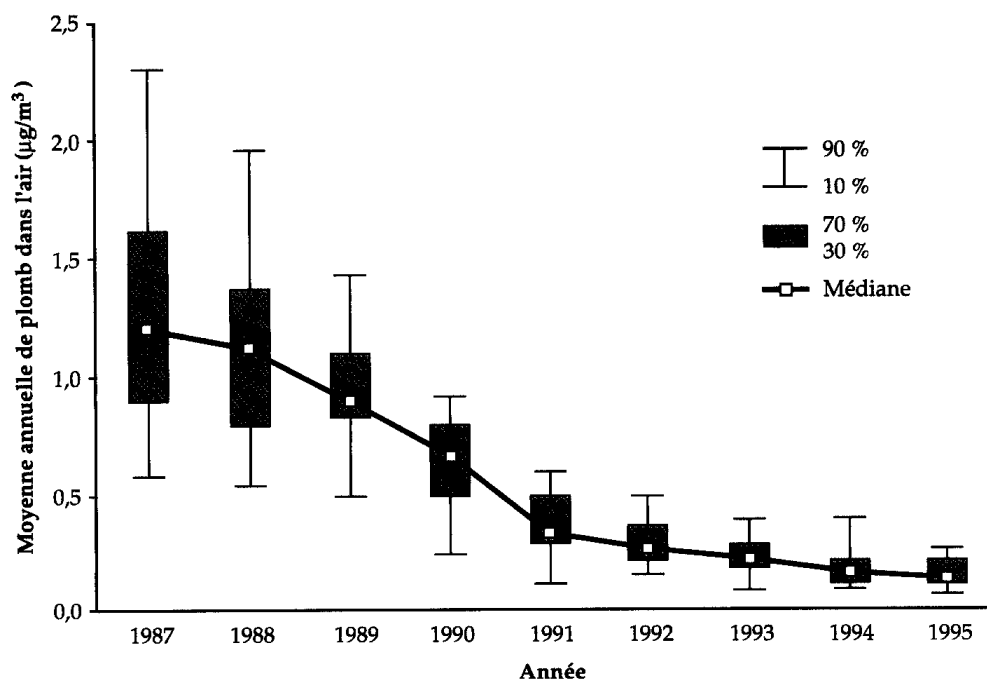 Moyenne annuelle de plomb dans l'air (µg/m³)
2,5
2,0
1,5
1,0
0,5
0,0
90 %
10 %
70 %
30 %
Médiane
1987 1988 1989 1990 1991 1992 1993 1994 1995
Année